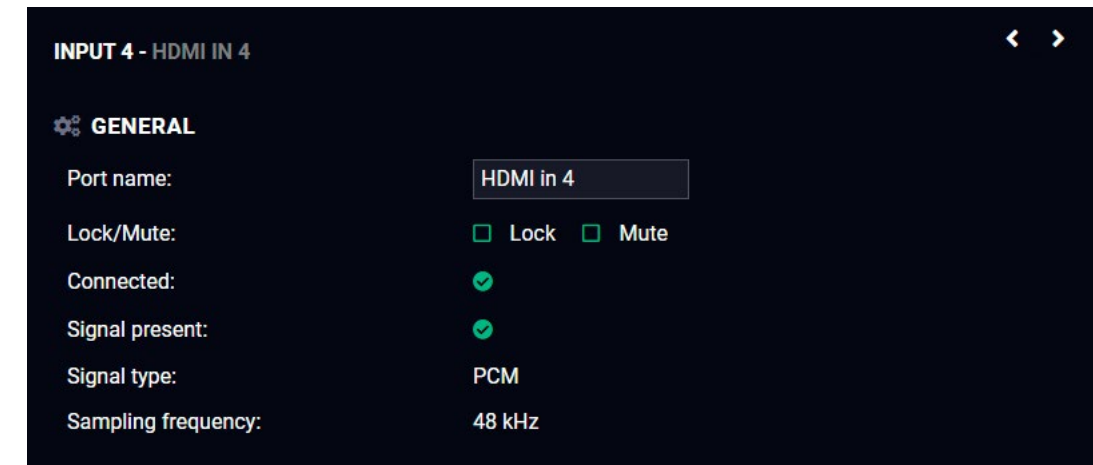 INPUT 4 - HDMI IN 4
GENERAL
Port name: HDMI in 4
Lock/Mute: Lock Mute
Connected:
Signal present:
Signal type: PCM
Sampling frequency: 48 kHz